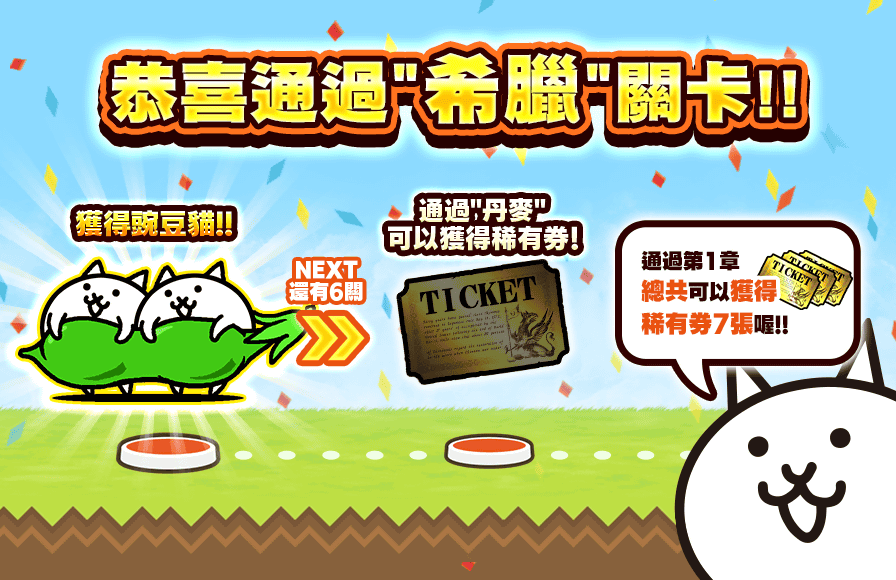 恭喜通過"希臘"關卡!!
獲得豌豆貓!!
NEXT
還有6關
通過"丹麥"
可以獲得稀有券!
TICKET
通過第1章
總共可以獲得
稀有券7張喔!!
TICKET